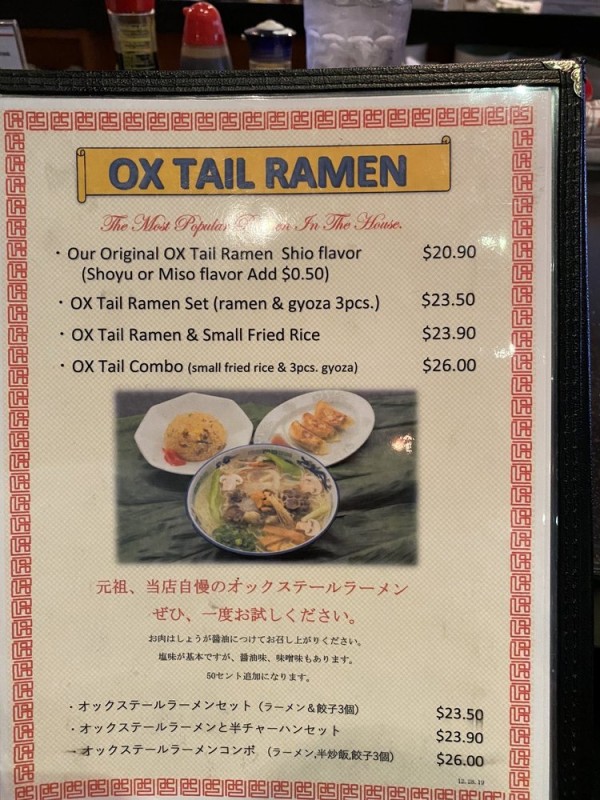 OX TAIL RAMEN
The Most Popular Ramen In The House.
・Our Original OX Tail Ramen Shio flavor $20.90
(Shoyu or Miso flavor Add $0.50)
・OX Tail Ramen Set (ramen & gyoza 3pcs.) $23.50
・OX Tail Ramen & Small Fried Rice $23.90
・OX Tail Combo (small fried rice & 3pcs. gyoza) $26.00
元祖、当店自慢のオックステールラーメン
ぜひ、一度お試しください。
お肉はしょうが醤油につけてお召し上がりください。
塩味が基本ですが、醤油味、味噌味もあります。
50セント追加になります。
・オックステールラーメンセット（ラーメン＆餃子3個） $23.50
・オックステールラーメンと半チャーハンセット $23.90
・オックステールラーメンコンボ （ラーメン,半炒飯,餃子3個） $26.00
12.26.19